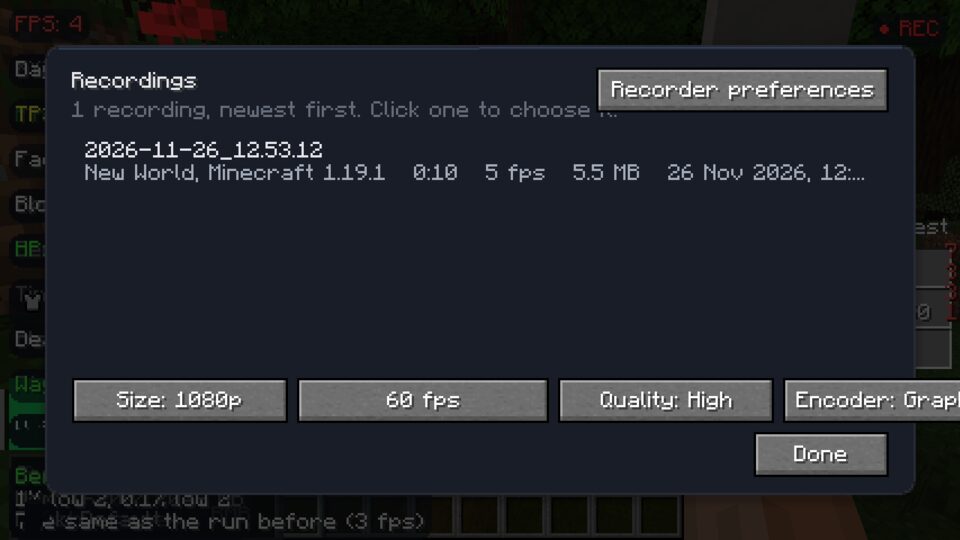 FPS: 4
REC
Recordings
Recorder preferences
1 recording, newest first. Click one to choose
2026-11-26_12.53.12
New World, Minecraft 1.19.1 0:10 5 fps 5.5 MB 26 Nov 2026, 12:...
Size: 1080p
60 fps
Quality: High
Encoder: Grap
Done
same as the run before (3 fps)